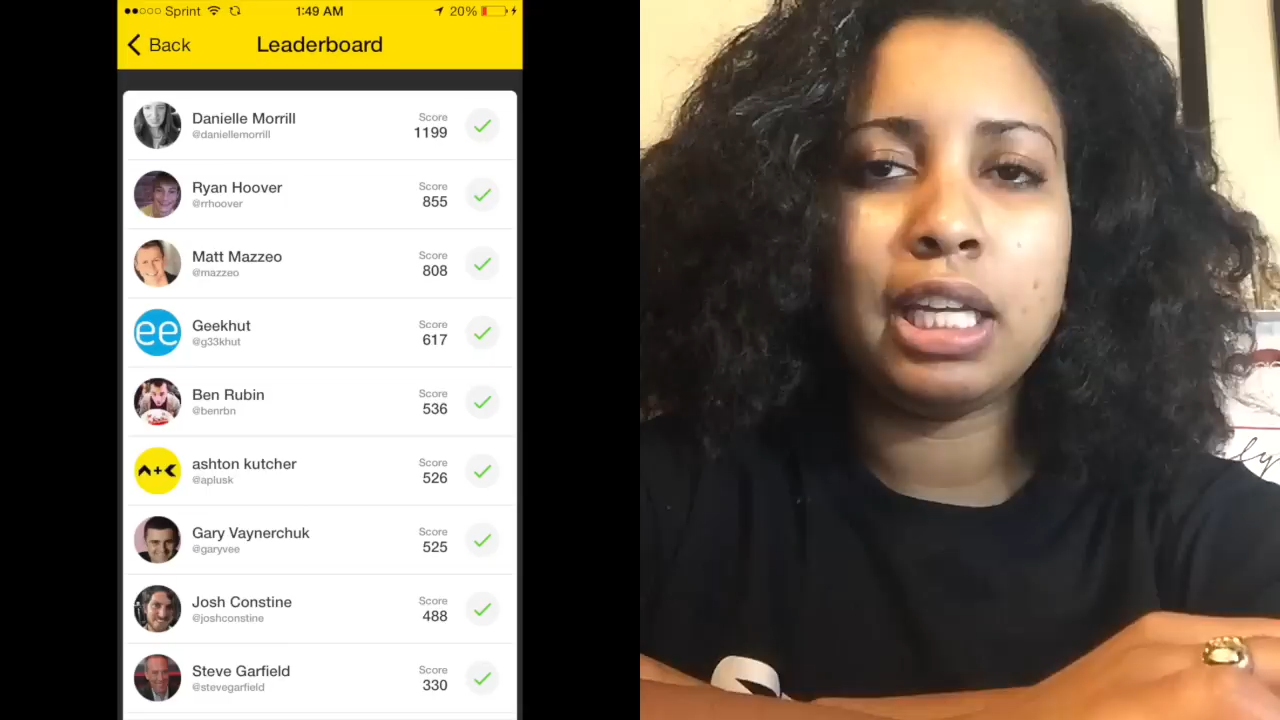 Sprint 1:49 AM 20%
Back Leaderboard
Danielle Morrill
@daniellemorrill
Score
1199
Ryan Hoover
@rrhoover
Score
855
Matt Mazzeo
@mazzeo
Score
808
ee
Geekhut
@g33khut
Score
617
Ben Rubin
@benrbn
Score
536
A+K
ashton kutcher
@aplusk
Score
526
Gary Vaynerchuk
@garyvee
Score
525
Josh Constine
@joshconstine
Score
488
Steve Garfield
@stevegarfield
Score
330